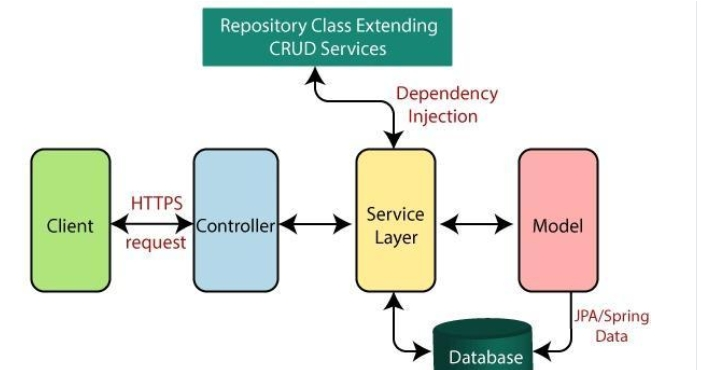 Repository Class Extending
CRUD Services
Dependency
Injection
HTTPS
request
Client
Controller
Service
Layer
Model
JPA/Spring
Data
Database